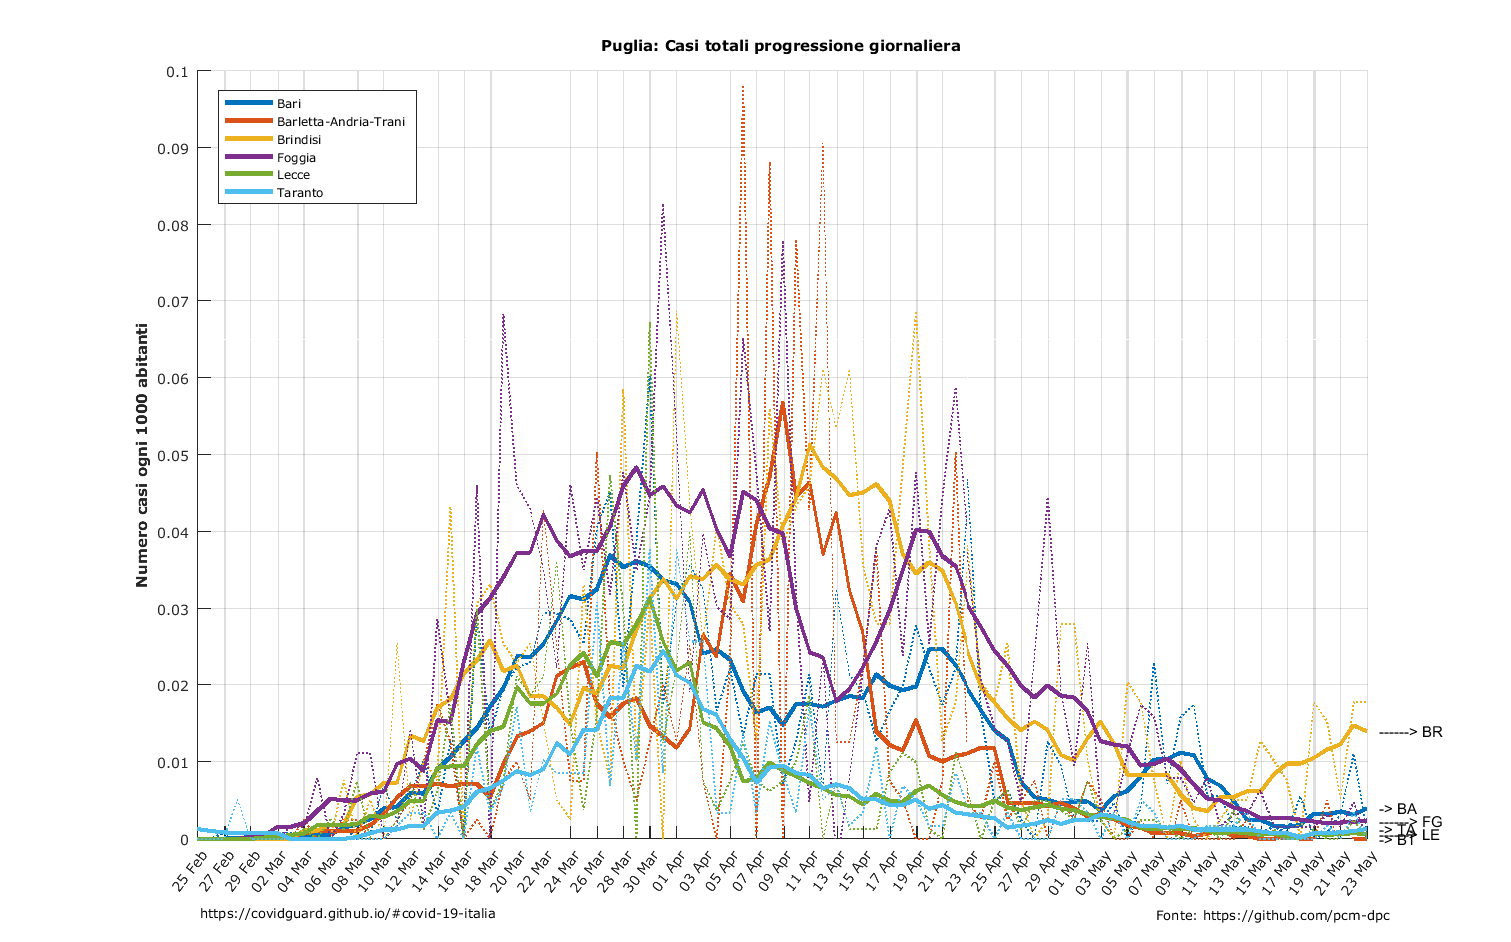 Puglia: Casi totali progressione giornaliera
Numero casi ogni 1000 abitanti
0.1
0.09
0.08
0.07
0.06
0.05
0.04
0.03
0.02
0.01
0
Bari
Barletta-Andria-Trani
Brindisi
Foggia
Lecce
Taranto
------> BR
-> BA
------> FG
-> TA
------> LE
-> BT
25 Feb
27 Feb
29 Feb
02 Mar
04 Mar
06 Mar
08 Mar
10 Mar
12 Mar
14 Mar
16 Mar
18 Mar
20 Mar
22 Mar
24 Mar
26 Mar
28 Mar
30 Mar
01 Apr
03 Apr
05 Apr
07 Apr
09 Apr
11 Apr
13 Apr
15 Apr
17 Apr
19 Apr
21 Apr
23 Apr
25 Apr
27 Apr
29 Apr
01 May
03 May
05 May
07 May
09 May
11 May
13 May
15 May
17 May
19 May
21 May
23 May
https://covidguard.github.io/#covid-19-italia
Fonte: https://github.com/pcm-dpc